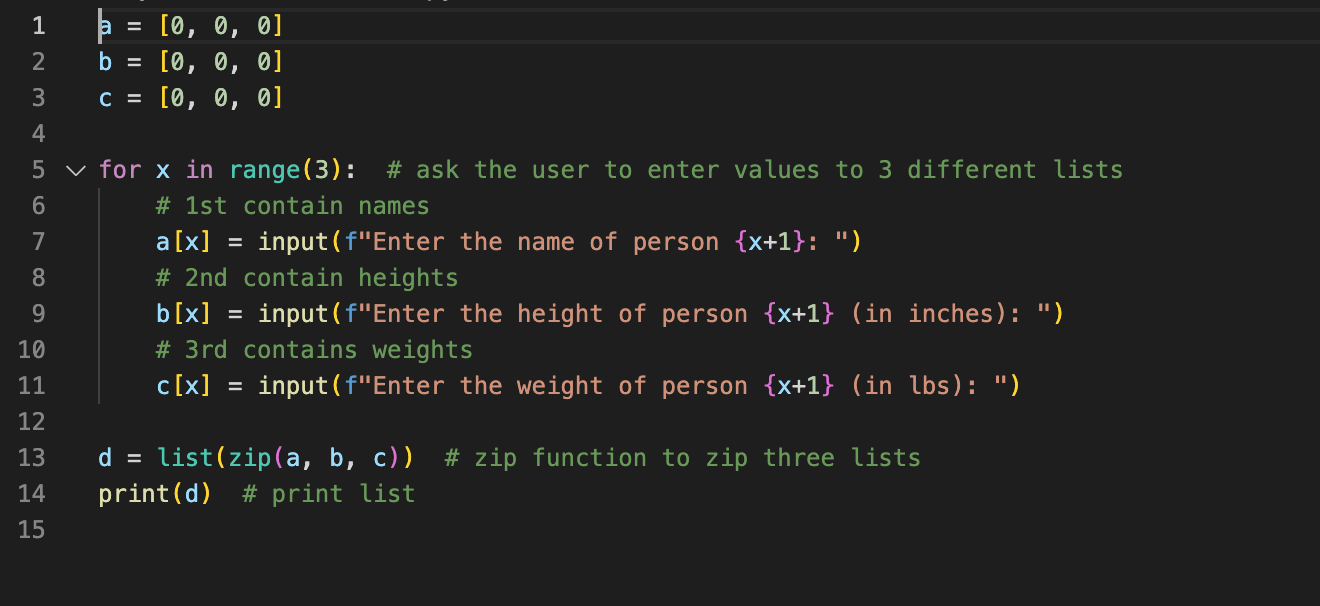 1 a = [0, 0, 0]
2 b = [0, 0, 0]
3 c = [0, 0, 0]
4
5 for x in range(3):  # ask the user to enter values to 3 different lists
6     # 1st contain names
7     a[x] = input(f"Enter the name of person {x+1}: ")
8     # 2nd contain heights
9     b[x] = input(f"Enter the height of person {x+1} (in inches): ")
10     # 3rd contains weights
11     c[x] = input(f"Enter the weight of person {x+1} (in lbs): ")
12
13 d = list(zip(a, b, c))  # zip function to zip three lists
14 print(d)  # print list
15